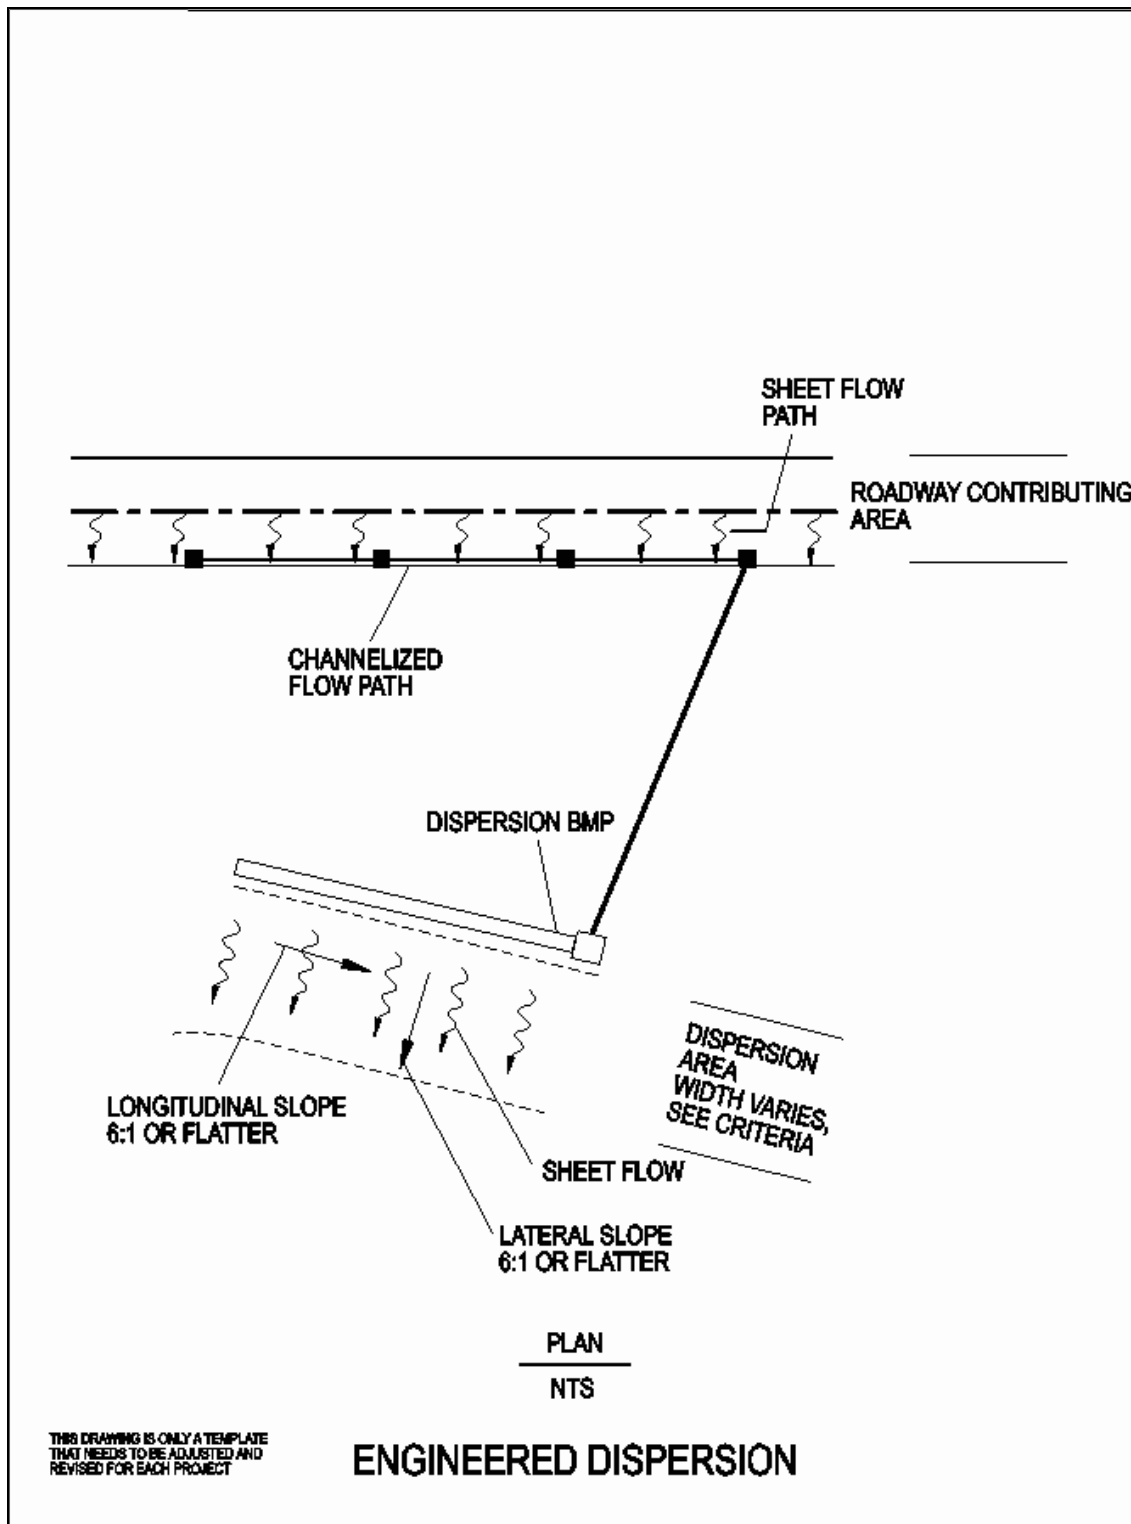 SHEET FLOW
PATH
ROADWAY CONTRIBUTING
AREA
CHANNELIZED
FLOW PATH
DISPERSION BMP
DISPERSION
AREA
WIDTH VARIES,
SEE CRITERIA
LONGITUDINAL SLOPE
6:1 OR FLATTER
SHEET FLOW
LATERAL SLOPE
6:1 OR FLATTER
PLAN
NTS
THIS DRAWING IS ONLY A TEMPLATE
THAT NEEDS TO BE ADJUSTED AND
REVISED FOR EACH PROJECT
ENGINEERED DISPERSION